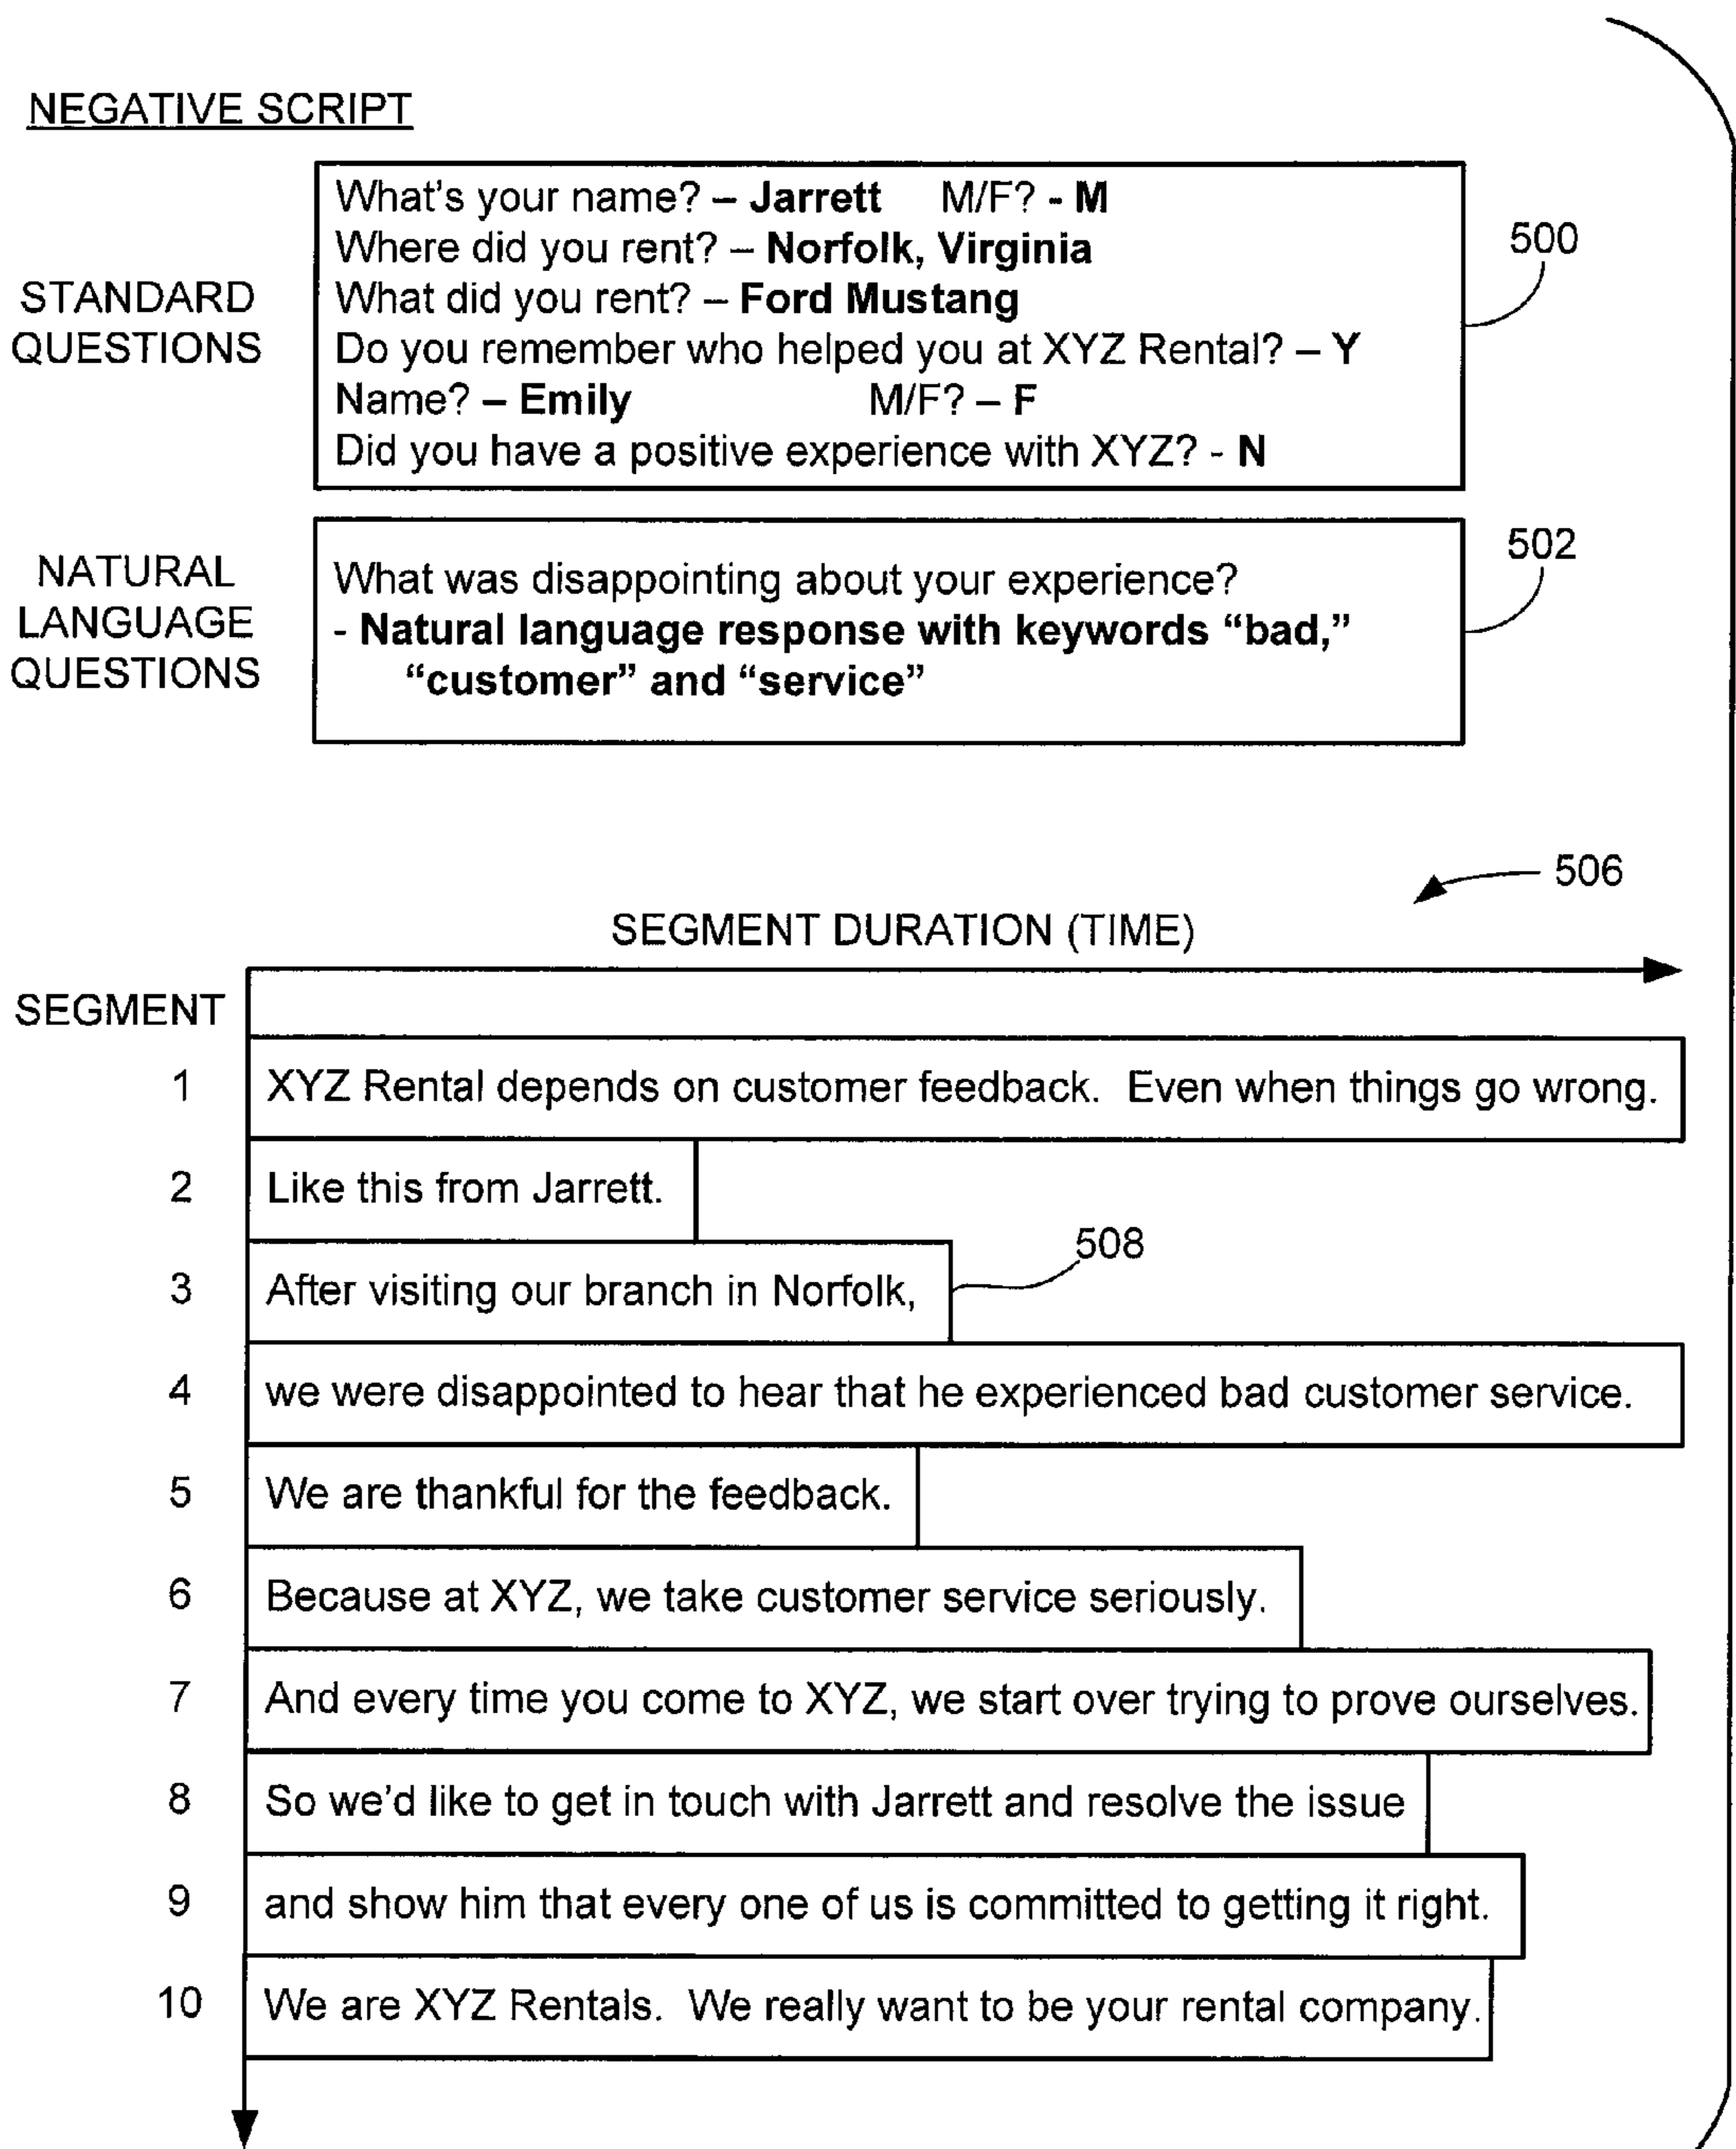 NEGATIVE SCRIPT
STANDARD
QUESTIONS
What's your name? – Jarrett M/F? - M
Where did you rent? – Norfolk, Virginia
What did you rent? – Ford Mustang
Do you remember who helped you at XYZ Rental? – Y
Name? – Emily M/F? – F
Did you have a positive experience with XYZ? - N
500
NATURAL
LANGUAGE
QUESTIONS
What was disappointing about your experience?
- Natural language response with keywords “bad,”
“customer” and “service”
502
506
SEGMENT DURATION (TIME)
SEGMENT
1 XYZ Rental depends on customer feedback. Even when things go wrong.
2 Like this from Jarrett.
3 After visiting our branch in Norfolk,
508
4 we were disappointed to hear that he experienced bad customer service.
5 We are thankful for the feedback.
6 Because at XYZ, we take customer service seriously.
7 And every time you come to XYZ, we start over trying to prove ourselves.
8 So we'd like to get in touch with Jarrett and resolve the issue
9 and show him that every one of us is committed to getting it right.
10 We are XYZ Rentals. We really want to be your rental company.